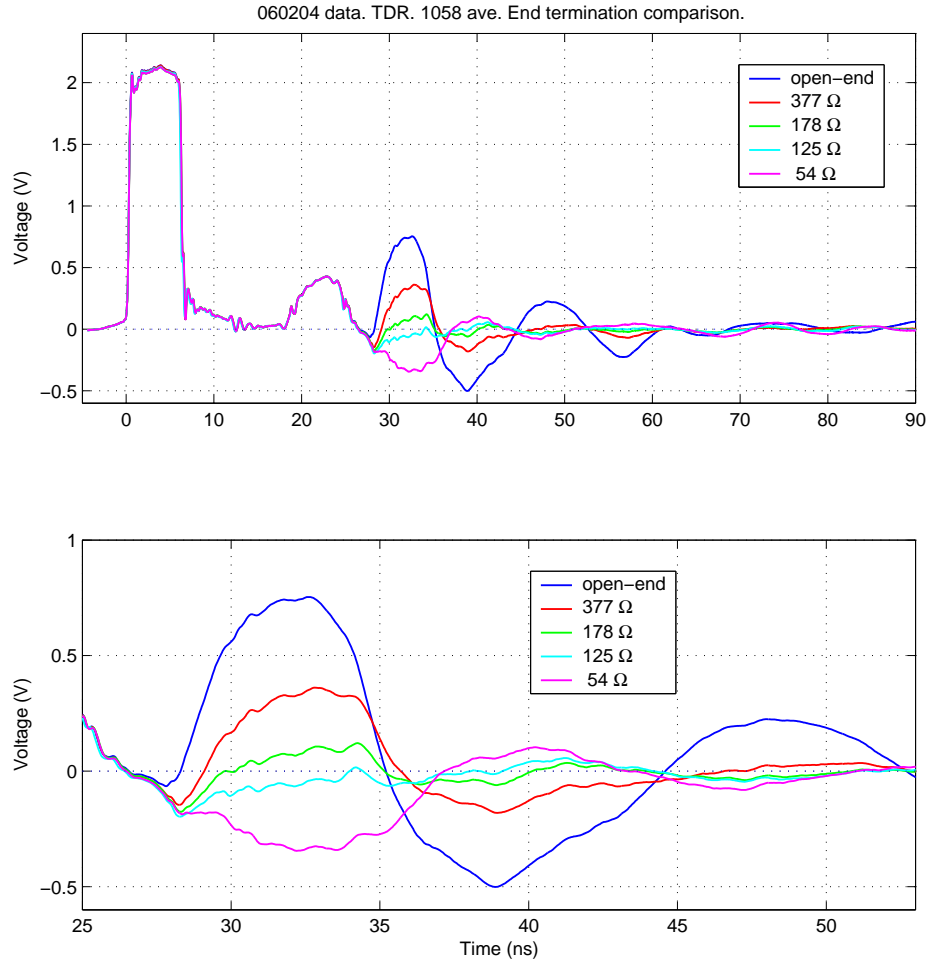 060204 data. TDR. 1058 ave. End termination comparison.
Voltage (V)
2
1.5
1
0.5
0
−0.5
0 10 20 30 40 50 60 70 80 90
open−end
377 Ω
178 Ω
125 Ω
54 Ω
Voltage (V)
1
0.5
0
−0.5
25 30 35 40 45 50
Time (ns)
open−end
377 Ω
178 Ω
125 Ω
54 Ω